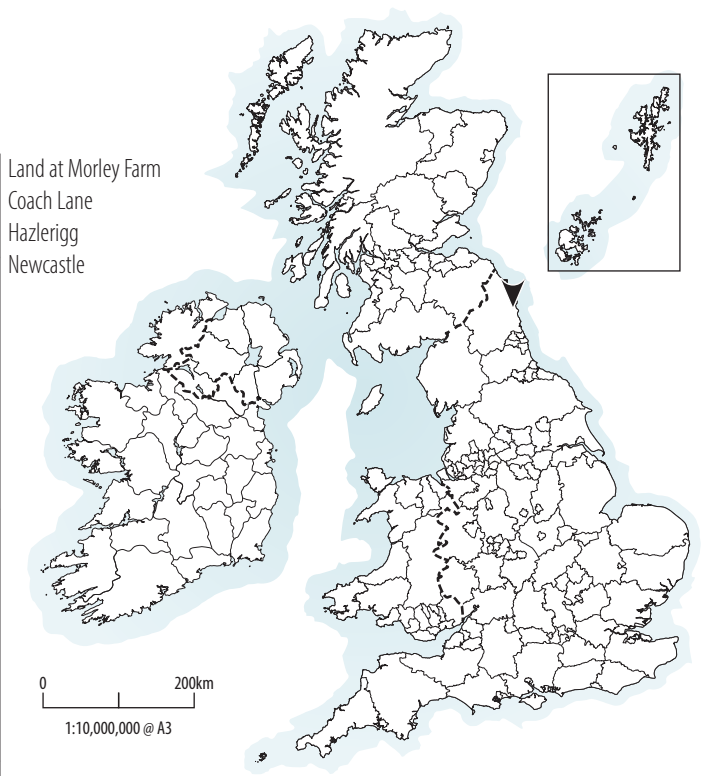 Land at Morley Farm
Coach Lane
Hazlerigg
Newcastle
0 200km
1:10,000,000 @ A3